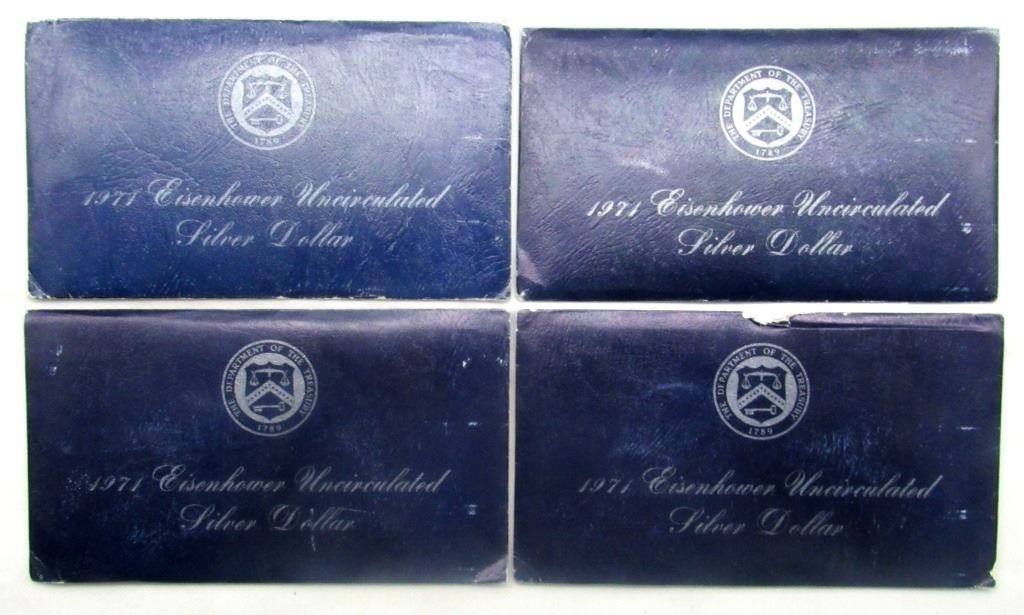 THE DEPARTMENT OF THE TREASURY
1789
1971 Eisenhower Uncirculated
Silver Dollar
THE DEPARTMENT OF THE TREASURY
1789
1971 Eisenhower Uncirculated
Silver Dollar
THE DEPARTMENT OF THE TREASURY
1789
1971 Eisenhower Uncirculated
Silver Dollar
THE DEPARTMENT OF THE TREASURY
1789
1971 Eisenhower Uncirculated
Silver Dollar